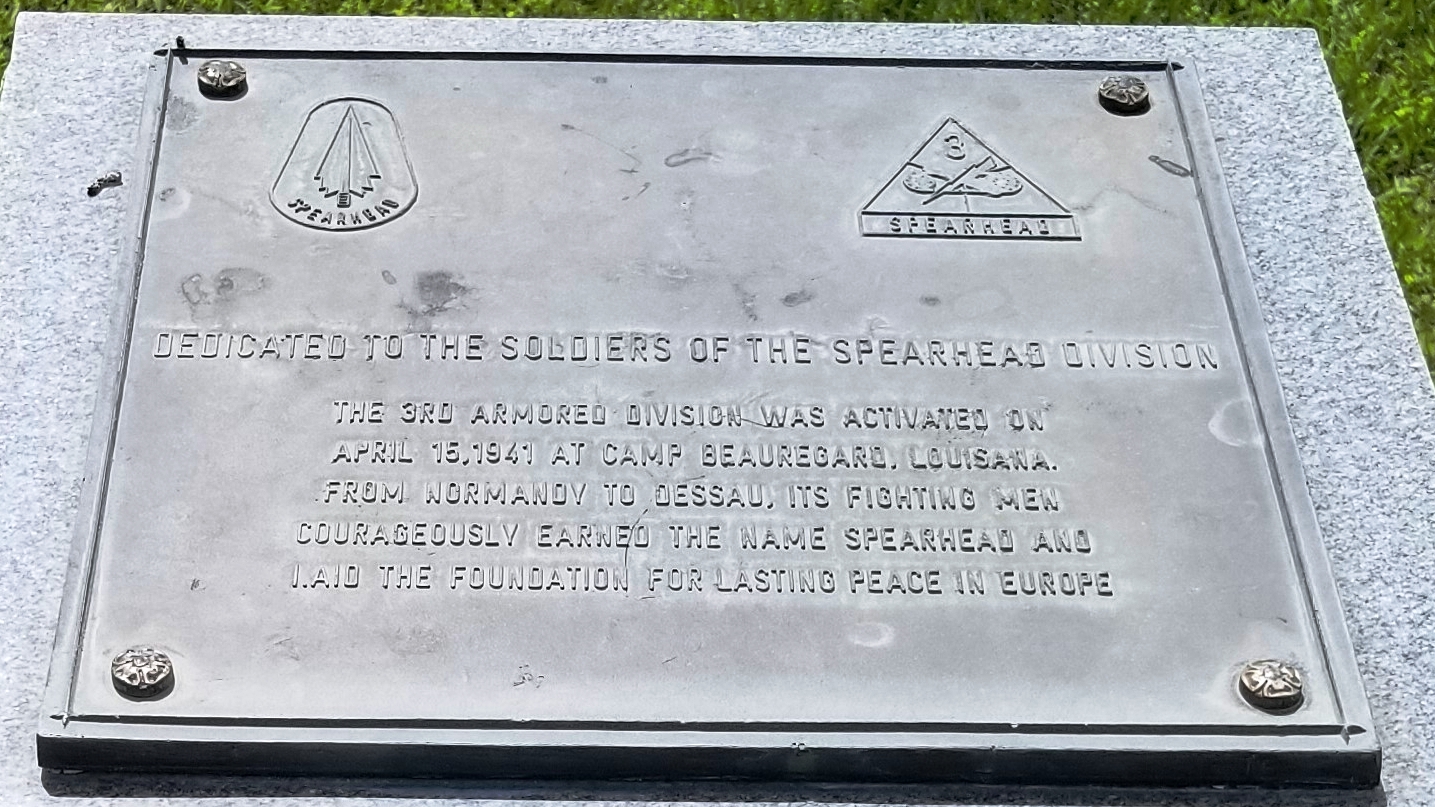 SPEARHEAD
3
SPEARHEAD
DEDICATED TO THE SOLDIERS OF THE SPEARHEAD DIVISION
THE 3RD ARMORED DIVISION WAS ACTIVATED ON
APRIL 15,1941 AT CAMP BEAUREGARD, LOUISANA.
FROM NORMANDY TO DESSAU, ITS FIGHTING MEN
COURAGEOUSLY EARNED THE NAME SPEARHEAD AND
LAID THE FOUNDATION FOR LASTING PEACE IN EUROPE